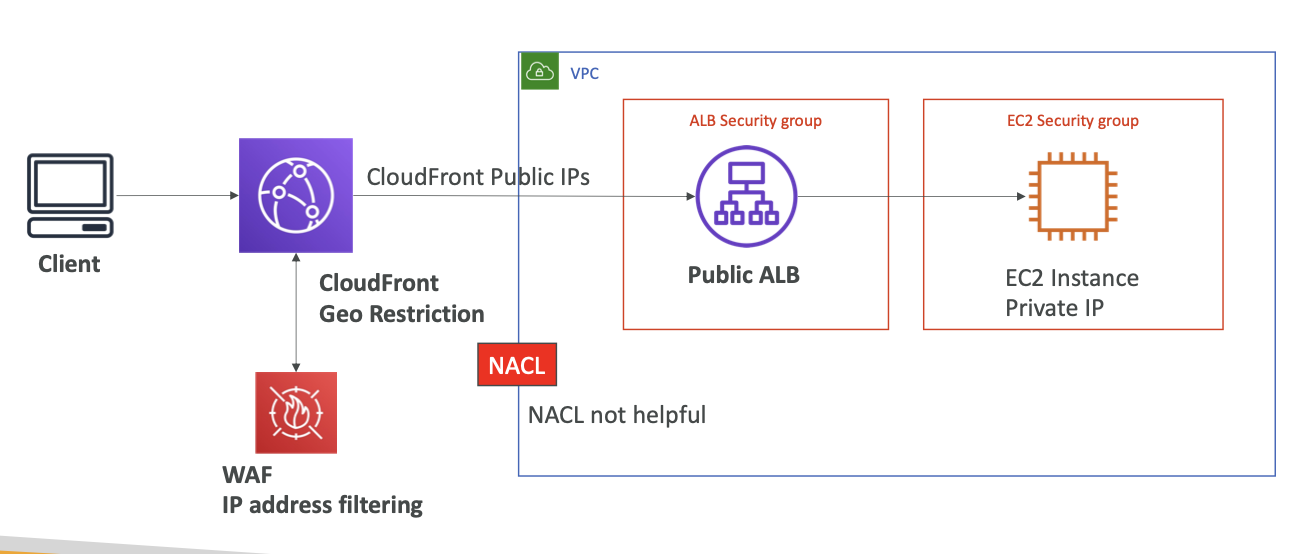 VPC
ALB Security group
EC2 Security group
CloudFront Public IPs
Client
Public ALB
EC2 Instance
Private IP
CloudFront
Geo Restriction
NACL
NACL not helpful
WAF
IP address filtering